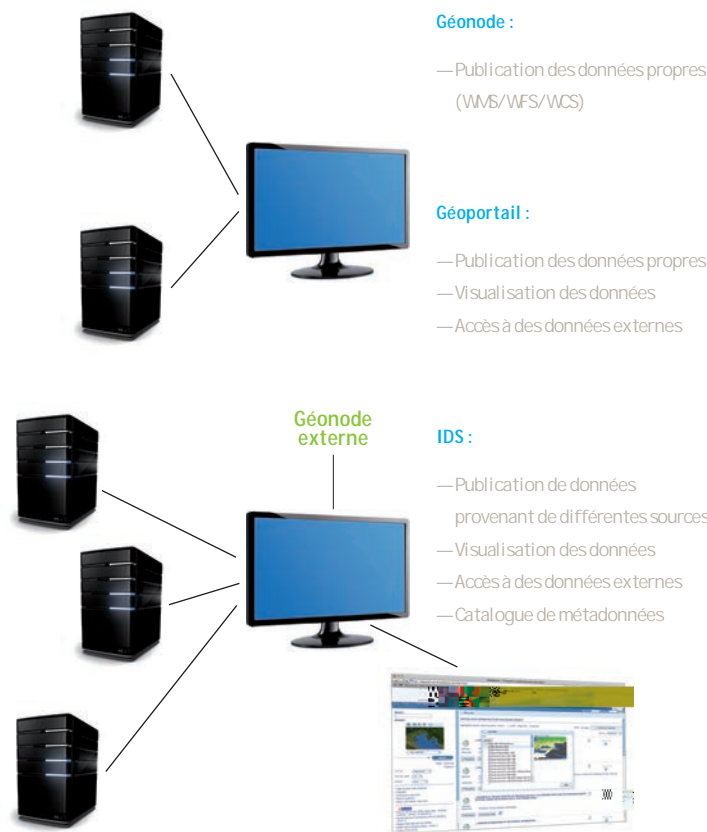 Géonode :
— Publication des données propres
(WMS/WFS/WCS)
Géoportail :
— Publication des données propres
— Visualisation des données
— Accès à des données externes
Géonode
externe
IDS :
— Publication de données
provenant de différentes sources
— Visualisation des données
— Accès à des données externes
— Catalogue de métadonnées